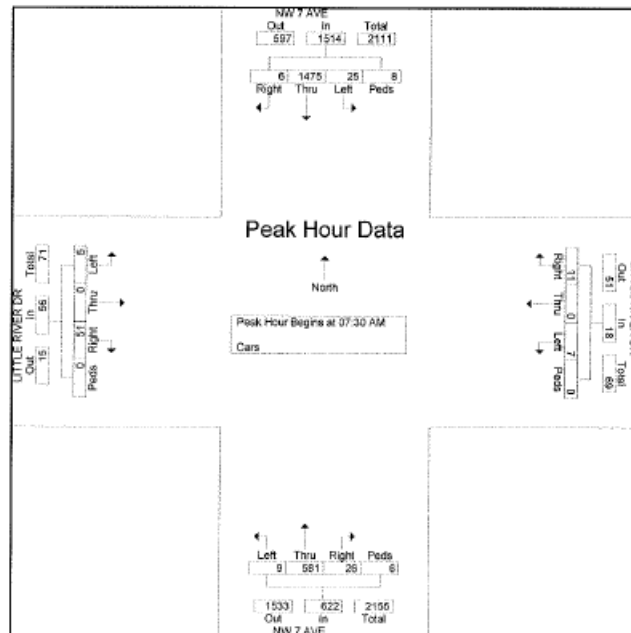 NW 7 AVE
Out In Total
597 1514 2111
6 1475 25 8
Right Thru Left Peds
Peak Hour Data
North
Peak Hour Begins at 07:30 AM
Cars
LITTLE RIVER DR
Out In Total
15 56 71
0 51 0 5
Peds Right Thru Left
Out In Total
51 18 69
11 0 7 0
Right Thru Left Peds
Left Thru Right Peds
9 581 26 6
1533 622 2155
Out In Total
NW 7 AVE